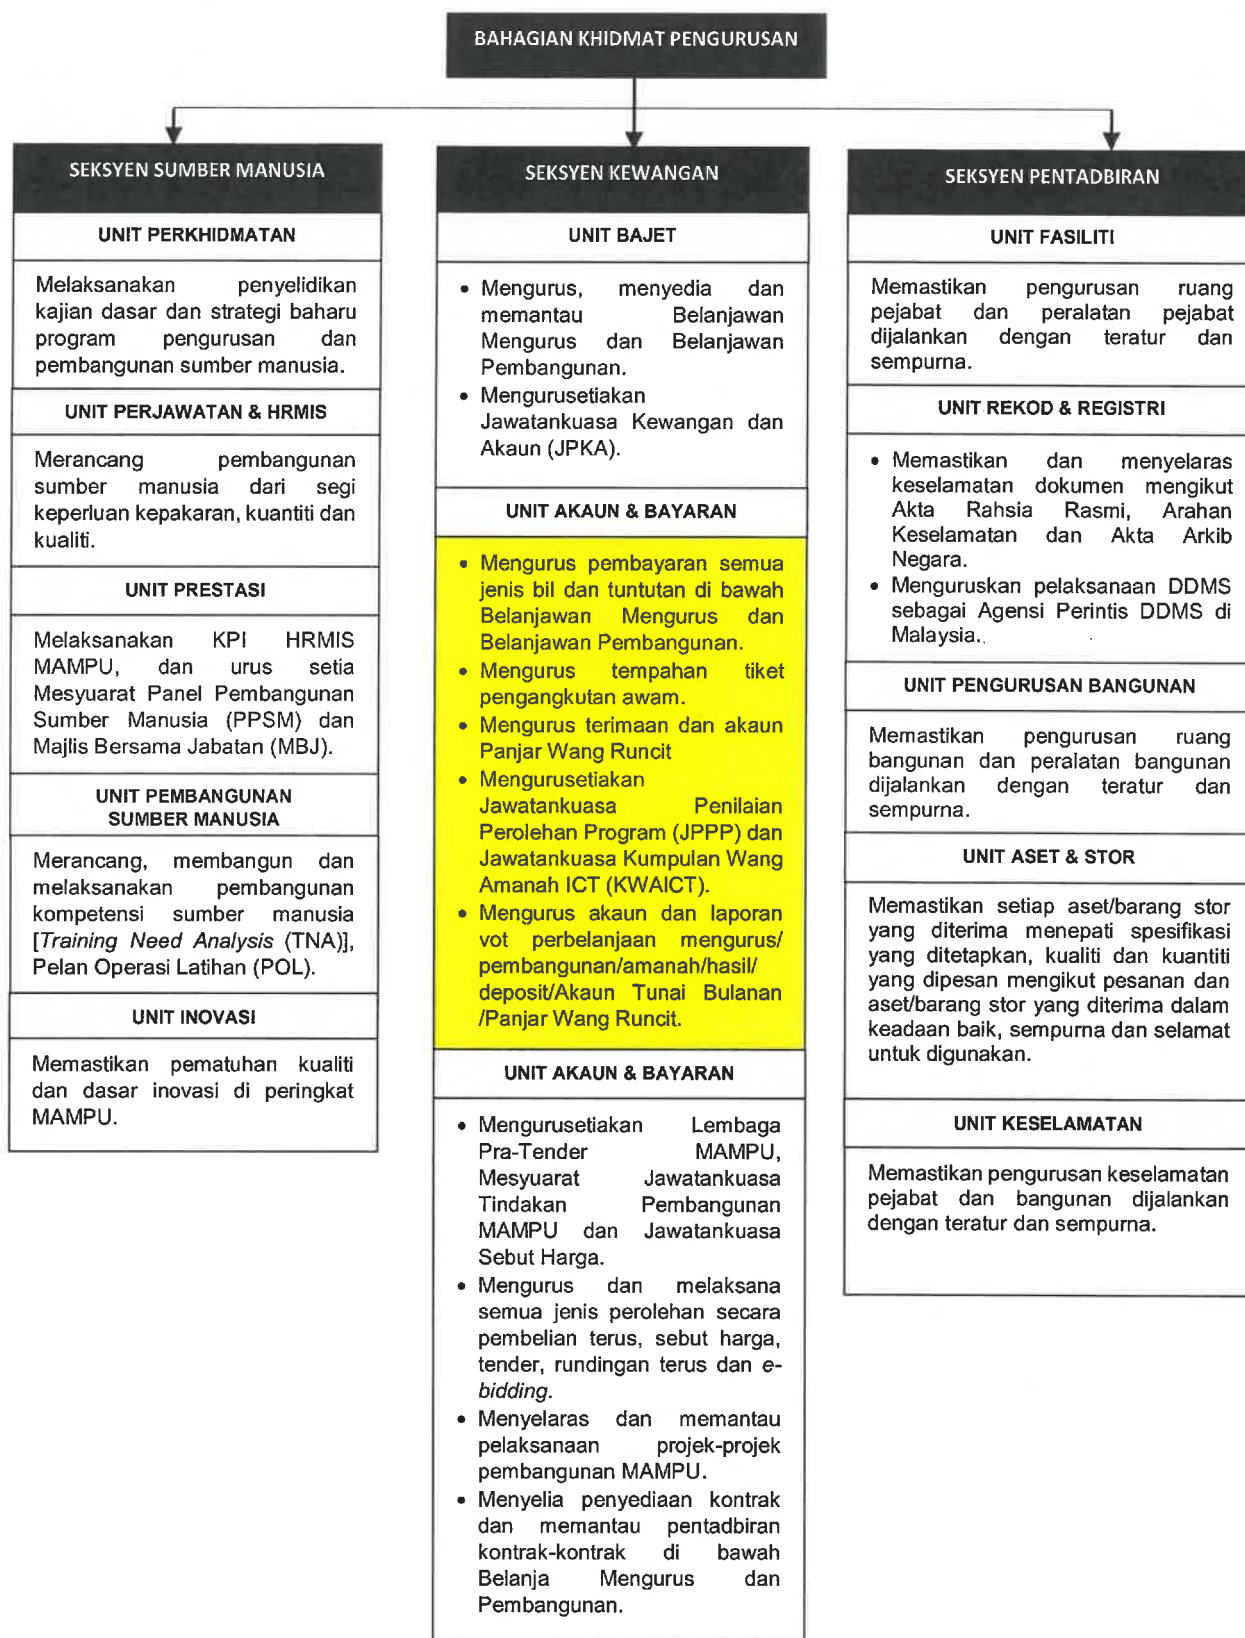 BAHAGIAN KHIDMAT PENGURUSAN
SEKSYEN SUMBER MANUSIA
UNIT PERKHIDMATAN
Melaksanakan penyelidikan
kajian dasar dan strategi baharu
program pengurusan dan
pembangunan sumber manusia.
UNIT PERJAWATAN & HRMIS
Merancang pembangunan
sumber manusia dari segi
keperluan kepakaran, kuantiti dan
kualiti.
UNIT PRESTASI
Melaksanakan KPI HRMIS
MAMPU, dan urus setia
Mesyuarat Panel Pembangunan
Sumber Manusia (PPSM) dan
Majlis Bersama Jabatan (MBJ).
UNIT PEMBANGUNAN
SUMBER MANUSIA
Merancang, membangun dan
melaksanakan pembangunan
kompetensi sumber manusia
[Training Need Analysis (TNA)],
Pelan Operasi Latihan (POL).
UNIT INOVASI
Memastikan pematuhan kualiti
dan dasar inovasi di peringkat
MAMPU.
SEKSYEN KEWANGAN
UNIT BAJET
• Mengurus, menyedia dan
memantau Belanjawan
Mengurus dan Belanjawan
Pembangunan.
• Mengurusetiakan
Jawatankuasa Kewangan dan
Akaun (JPKA).
UNIT AKAUN & BAYARAN
• Mengurus pembayaran semua
jenis bil dan tuntutan di bawah
Belanjawan Mengurus dan
Belanjawan Pembangunan.
• Mengurus tempahan tiket
pengangkutan awam.
• Mengurus terimaan dan akaun
Panjar Wang Runcit
• Mengurusetiakan
Jawatankuasa Penilaian
Perolehan Program (JPPP) dan
Jawatankuasa Kumpulan Wang
Amanah ICT (KWAICT).
• Mengurus akaun dan laporan
vot perbelanjaan mengurus/
pembangunan/amanah/hasil/
deposit/Akaun Tunai Bulanan
/Panjar Wang Runcit.
UNIT AKAUN & BAYARAN
• Mengurusetiakan Lembaga
Pra-Tender MAMPU,
Mesyuarat Jawatankuasa
Tindakan Pembangunan
MAMPU dan Jawatankuasa
Sebut Harga.
• Mengurus dan melaksana
semua jenis perolehan secara
pembelian terus, sebut harga,
tender, rundingan terus dan e-
bidding.
• Menyelaras dan memantau
pelaksanaan projek-projek
pembangunan MAMPU.
• Menyelia penyediaan kontrak
dan memantau pentadbiran
kontrak-kontrak di bawah
Belanja Mengurus dan
Pembangunan.
SEKSYEN PENTADBIRAN
UNIT FASILITI
Memastikan pengurusan ruang
pejabat dan peralatan pejabat
dijalankan dengan teratur dan
sempurna.
UNIT REKOD & REGISTRI
• Memastikan dan menyelaras
keselamatan dokumen mengikut
Akta Rahsia Rasmi, Arahan
Keselamatan dan Akta Arkib
Negara.
• Menguruskan pelaksanaan DDMS
sebagai Agensi Perintis DDMS di
Malaysia..
UNIT PENGURUSAN BANGUNAN
Memastikan pengurusan ruang
bangunan dan peralatan bangunan
dijalankan dengan teratur dan
sempurna.
UNIT ASET & STOR
Memastikan setiap aset/barang stor
yang diterima menepati spesifikasi
yang ditetapkan, kualiti dan kuantiti
yang dipesan mengikut pesanan dan
aset/barang stor yang diterima dalam
keadaan baik, sempurna dan selamat
untuk digunakan.
UNIT KESELAMATAN
Memastikan pengurusan keselamatan
pejabat dan bangunan dijalankan
dengan teratur dan sempurna.